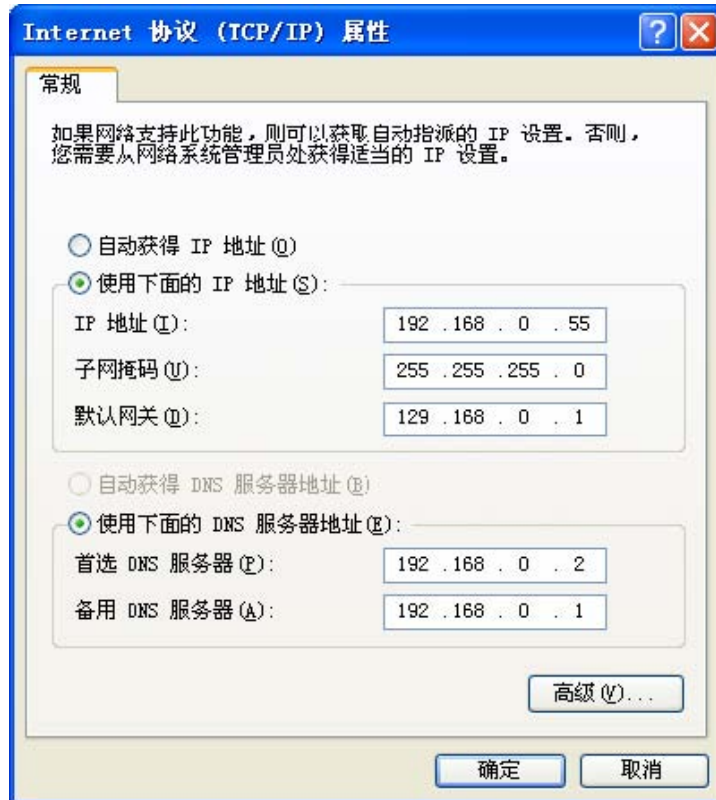 Internet 协议 (TCP/IP) 属性
常规
如果网络支持此功能,则可以获取自动指派的 IP 设置。否则,
您需要从网络系统管理员处获得适当的 IP 设置。
自动获得 IP 地址(O)
使用下面的 IP 地址(S):
IP 地址(I): 192 .168 . 0 . 55
子网掩码(U): 255 .255 .255 . 0
默认网关(D): 129 .168 . 0 . 1
自动获得 DNS 服务器地址(B)
使用下面的 DNS 服务器地址(E):
首选 DNS 服务器(P): 192 .168 . 0 . 2
备用 DNS 服务器(A): 192 .168 . 0 . 1
高级(V)...
确定 取消